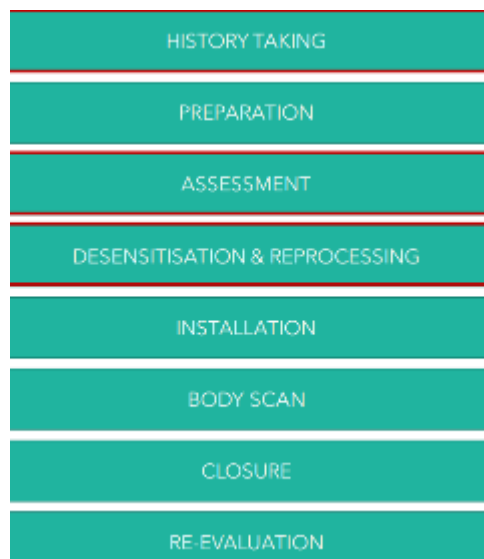 HISTORY TAKING
PREPARATION
ASSESSMENT
DESENSITISATION & REPROCESSING
INSTALLATION
BODY SCAN
CLOSURE
RE-EVALUATION